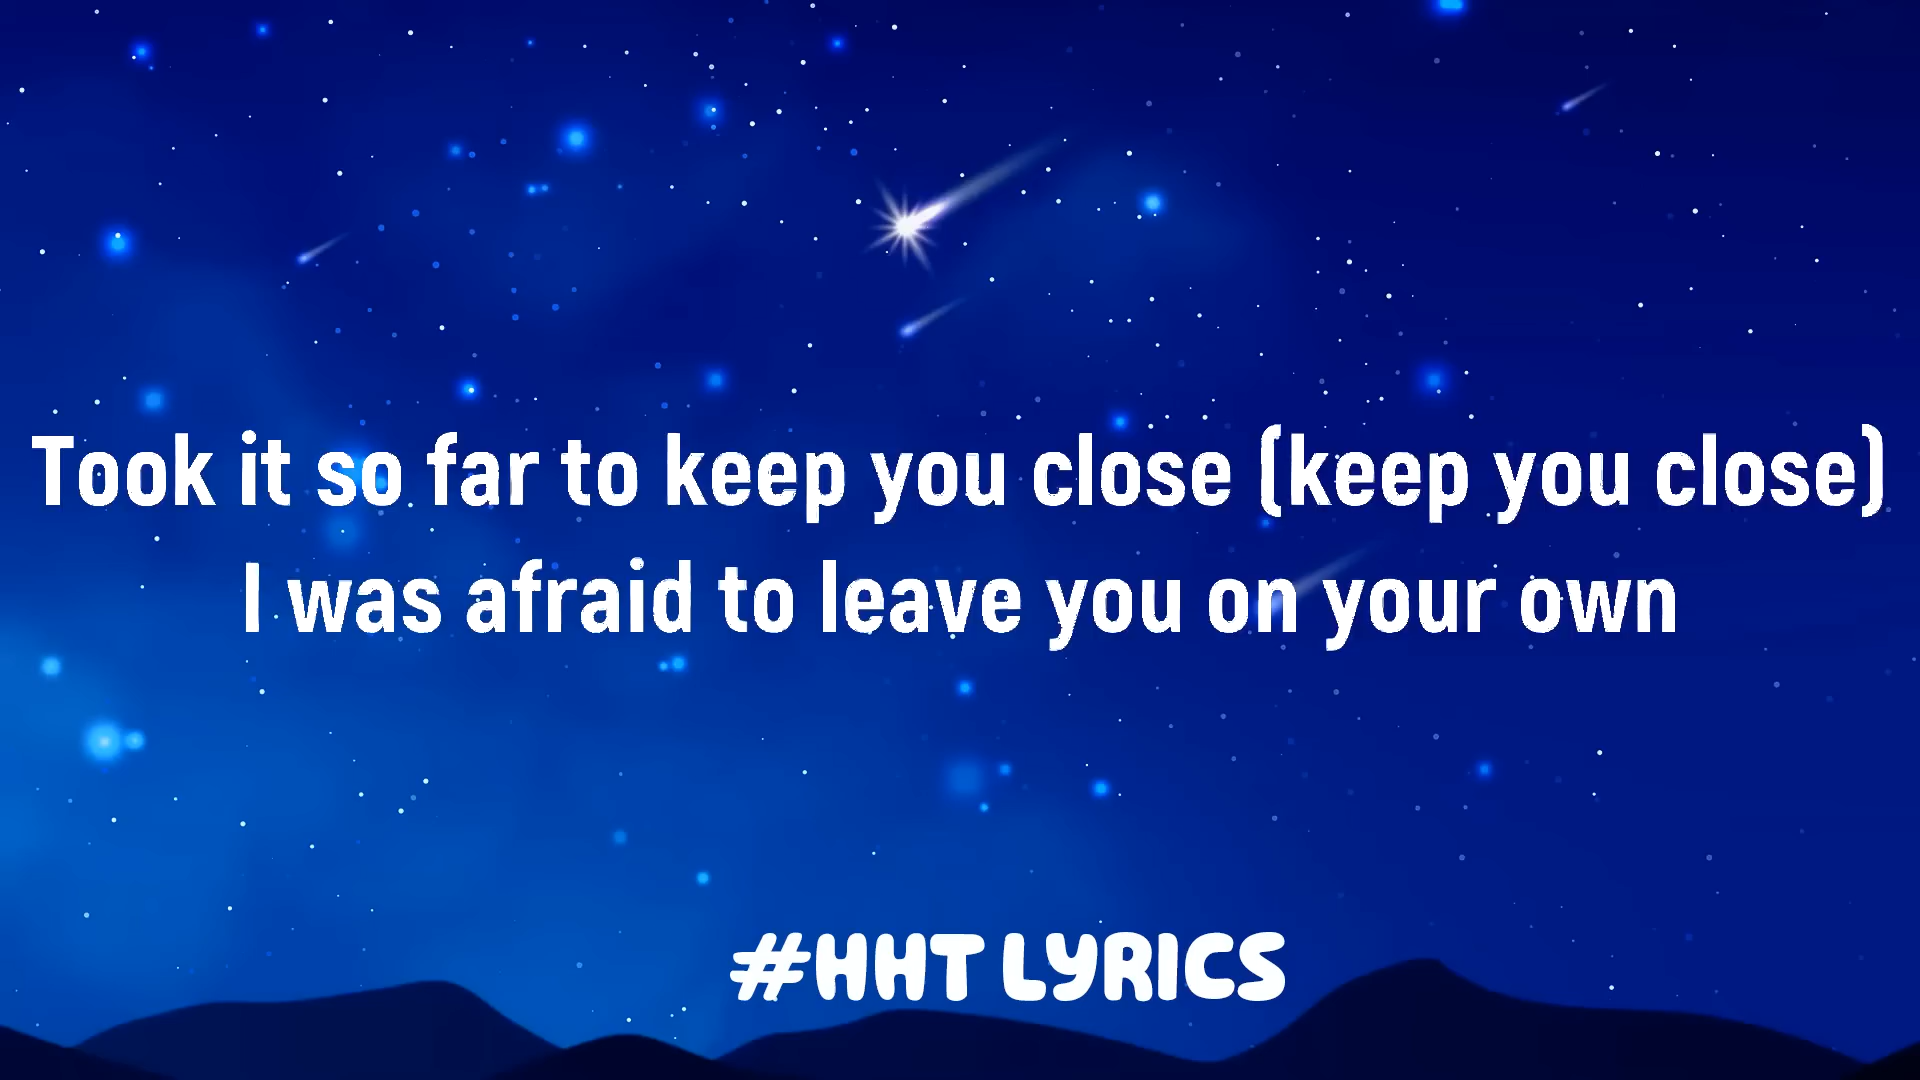 Took it so far to keep you close (keep you close)
I was afraid to leave you on your own
#HHT LYRICS